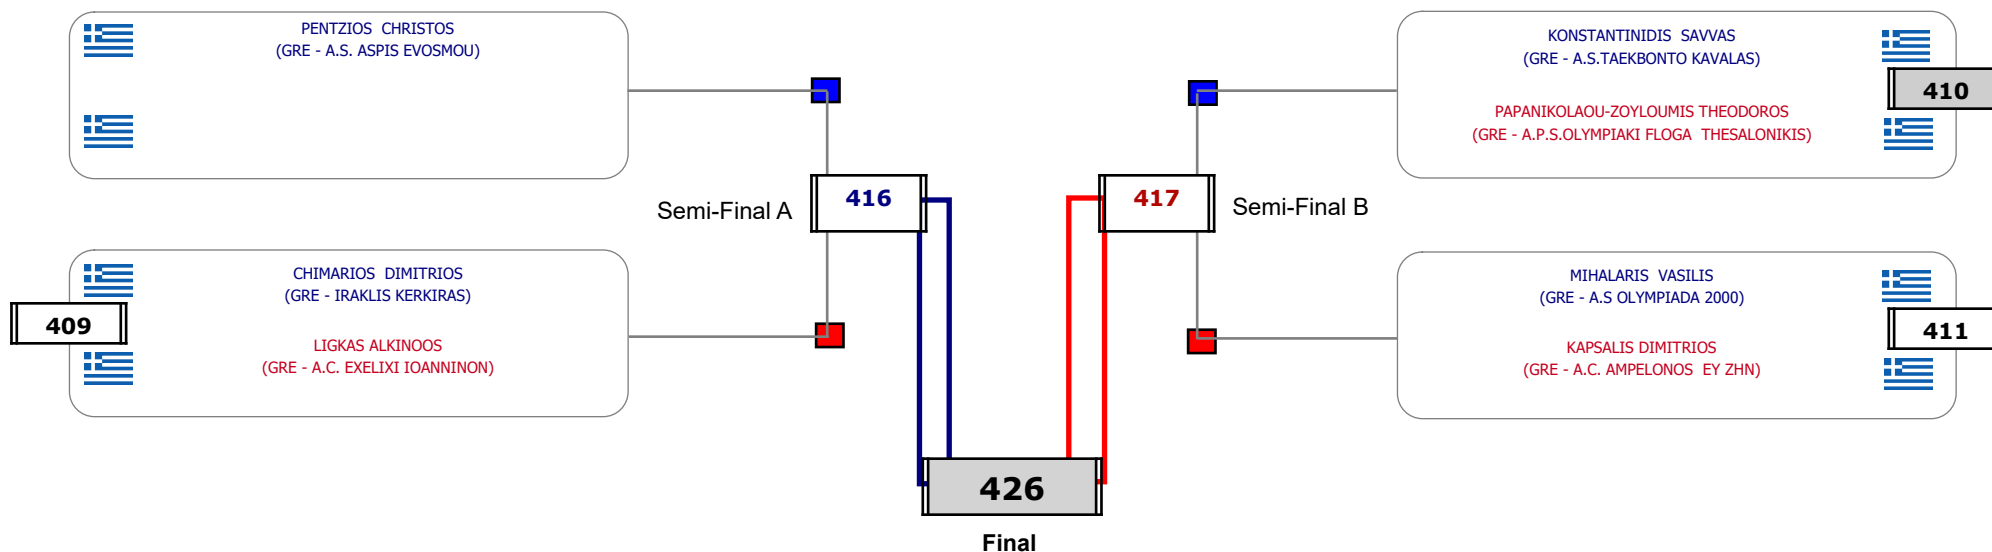 PENTZIOS  CHRISTOS
(GRE - A.S. ASPIS EVOSMOU)
KONSTANTINIDIS  SAVVAS
(GRE - A.S.TAEKBONTO KAVALAS)
410
PAPANIKOLAOU-ZOYLOUMIS THEODOROS
(GRE - A.P.S.OLYMPIAKI FLOGA  THESALONIKIS)
Semi-Final A
416
417
Semi-Final B
CHIMARIOS  DIMITRIOS
(GRE - IRAKLIS KERKIRAS)
409
LIGKAS ALKINOOS
(GRE - A.C. EXELIXI IOANNINON)
MIHALARIS  VASILIS
(GRE - A.S OLYMPIADA 2000)
411
KAPSALIS DIMITRIOS
(GRE - A.C. AMPELONOS  EY ZHN)
426
Final